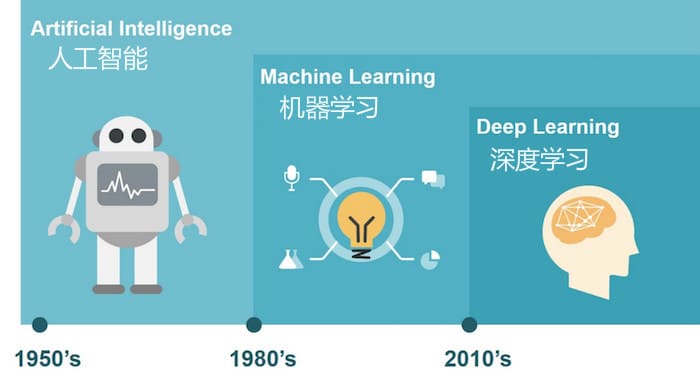 Artificial Intelligence
人工智能
Machine Learning
机器学习
Deep Learning
深度学习
1950's
1980's
2010's